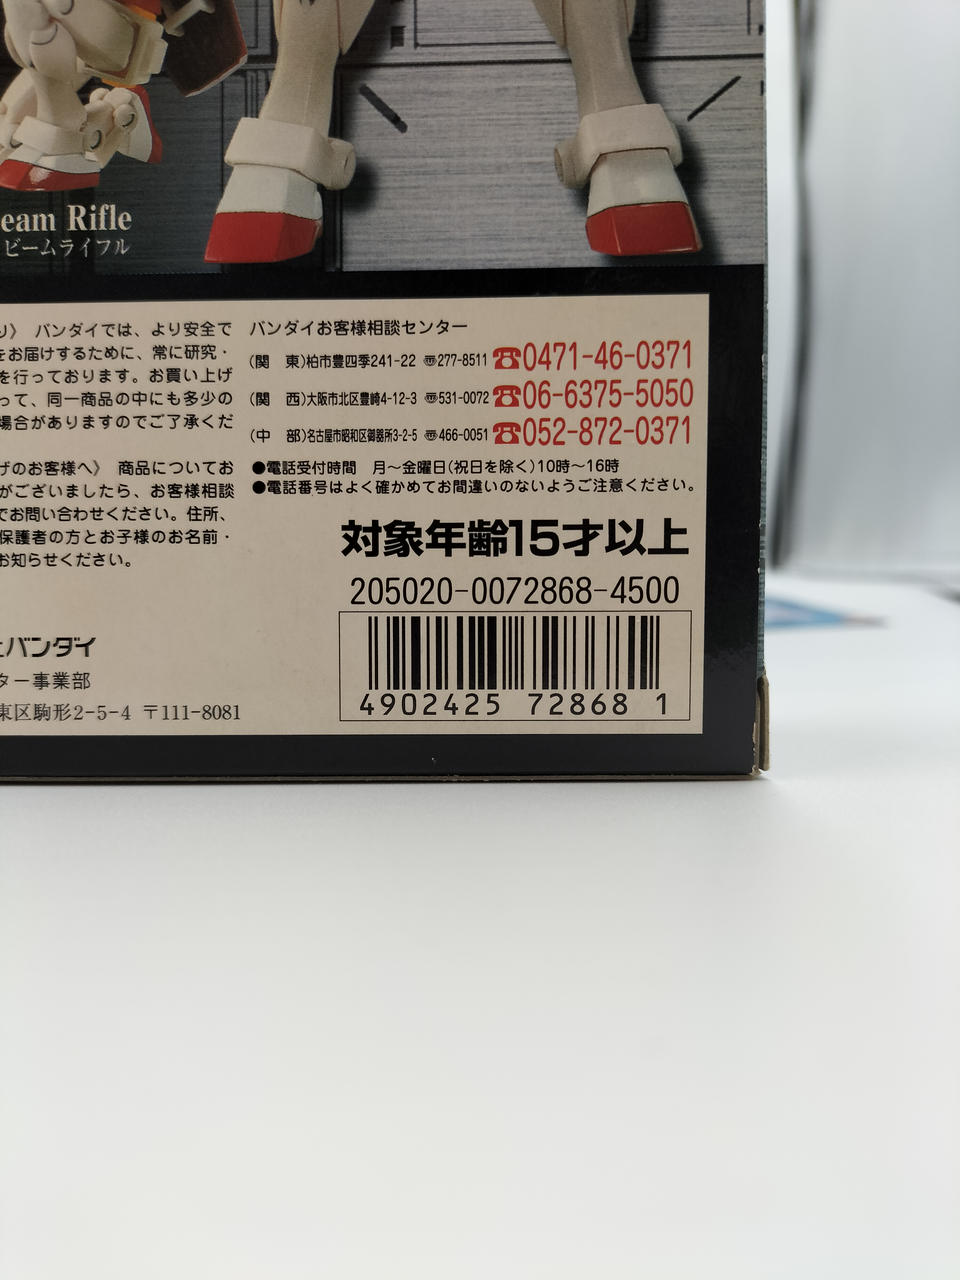 eam Rifle
ビームライフル
り〉 バンダイでは、より安全で
をお届けするために、常に研究・
を行っております。お買い上げ
って、同一商品の中にも多少の
場合がありますのでご了承くだ
げのお客様へ》 商品についてお
がございましたら、お客様相談
でお問い合わせください。住所、
保護者の方とお子様のお名前・
お知らせください。
バンダイ
ター事業部
東区駒形2-5-4 〒111-8081
バンダイお客様相談センター
(関 東)柏市豊四季241-22 〠277-8511 ☎0471-46-0371
(関 西)大阪市北区豊崎4-12-3 〠531-0072 ☎06-6375-5050
(中 部)名古屋市昭和区御器所3-2-5 〠466-0051 ☎052-872-0371
●電話受付時間 月〜金曜日(祝日を除く)10時〜16時
●電話番号はよく確かめてお間違いのないようご注意ください。
対象年齢15才以上
205020-0072868-4500
4902425 72868 1